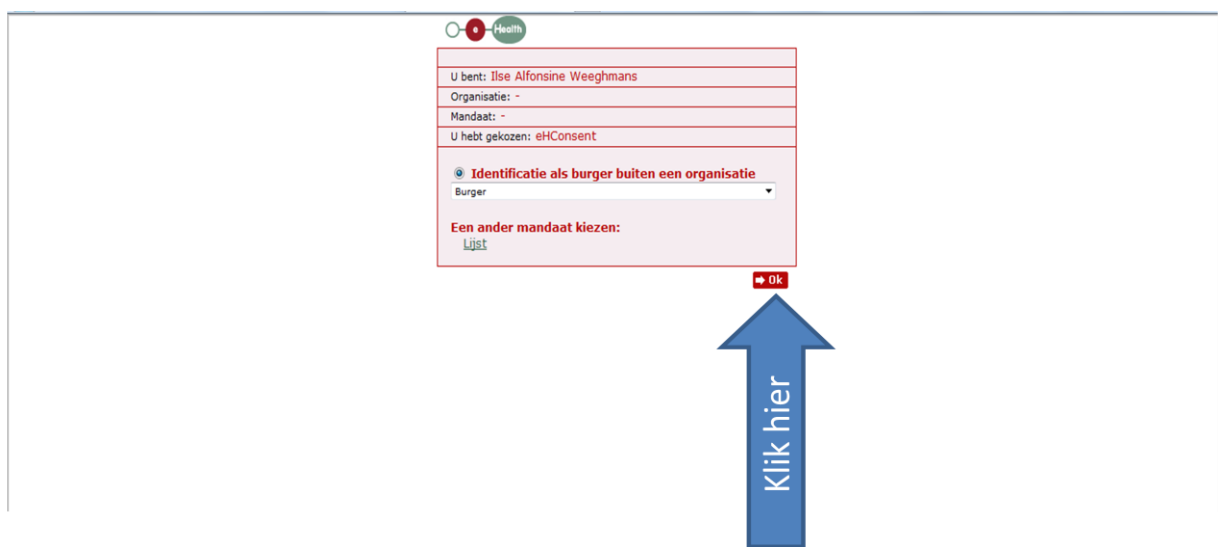 e Health
U bent: Ilse Alfonsine Weeghmans
Organisatie: -
Mandaat: -
U hebt gekozen: eHConsent
Identificatie als burger buiten een organisatie
Burger
Een ander mandaat kiezen:
Lijst
Ok
Klik hier